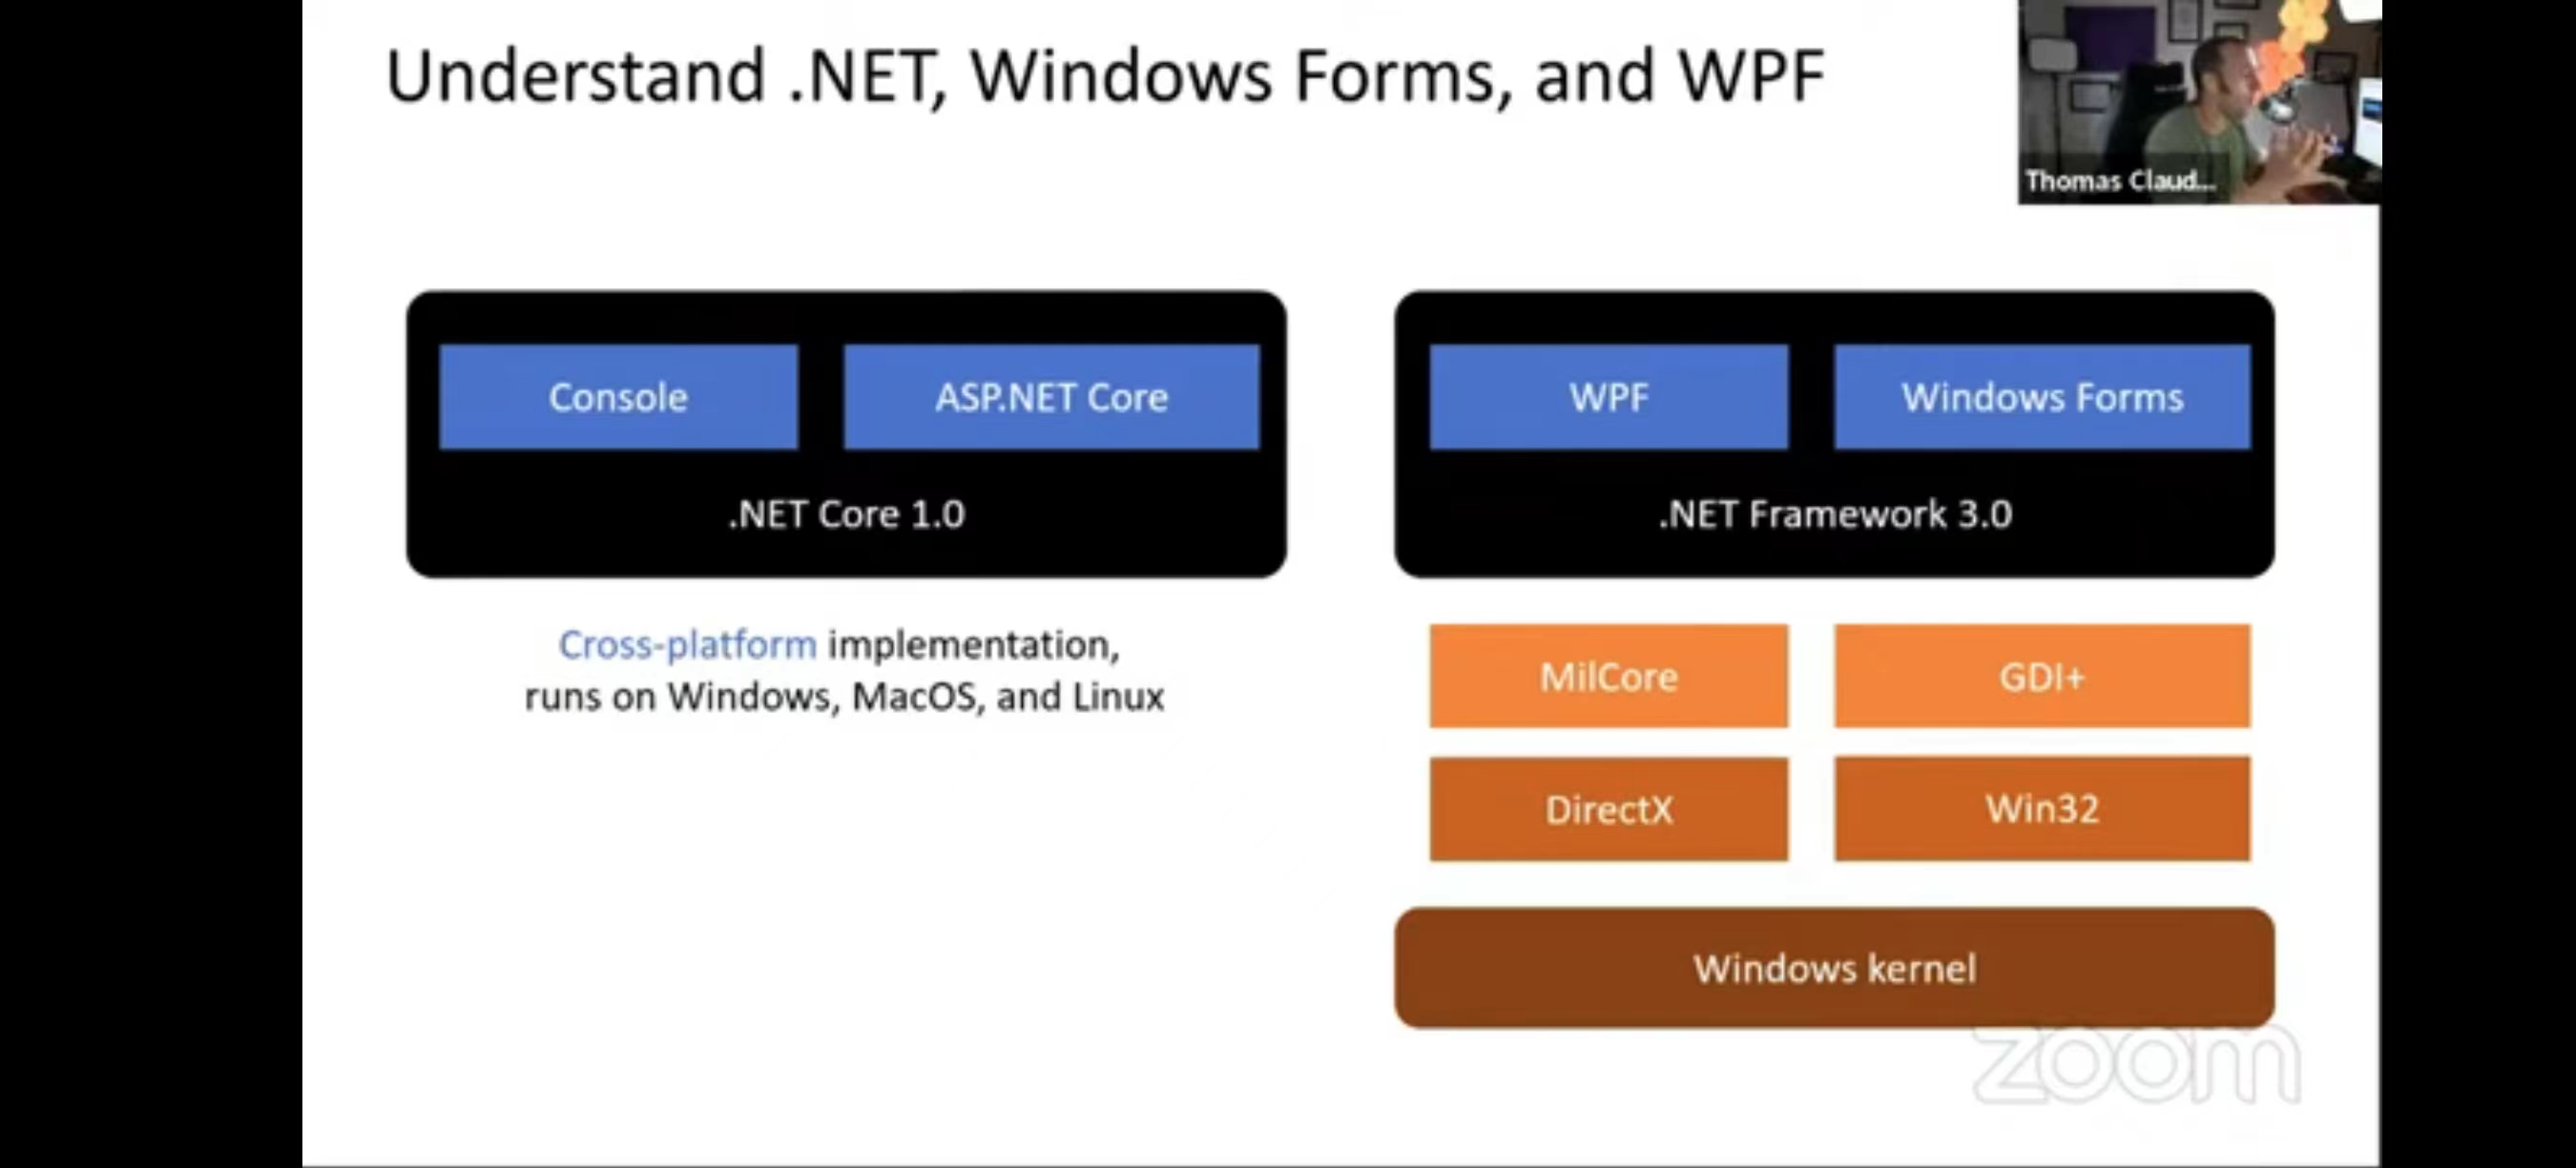 Understand .NET, Windows Forms, and WPF
Thomas Claud...
Console
ASP.NET Core
.NET Core 1.0
WPF
Windows Forms
.NET Framework 3.0
Cross-platform implementation,
runs on Windows, MacOS, and Linux
MilCore
GDI+
DirectX
Win32
Windows kernel
zoom